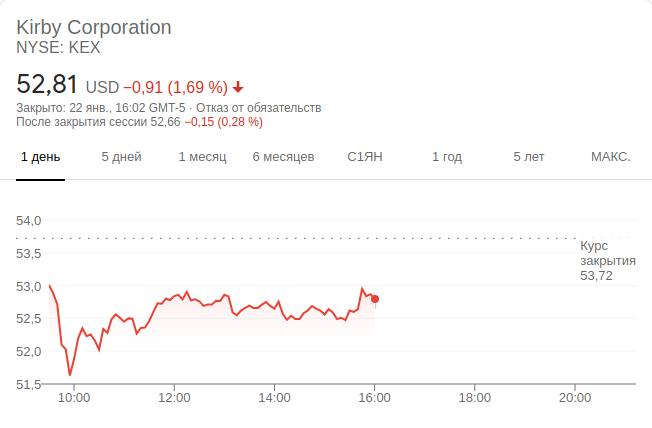 Kirby Corporation
NYSE: KEX
52,81 USD −0,91 (1,69 %)
Закрыто: 22 янв., 16:02 GMT-5 · Отказ от обязательств
После закрытия сессии 52,66 −0,15 (0,28 %)
1 день 5 дней 1 месяц 6 месяцев С1ЯН 1 год 5 лет МАКС.
54,0
53,5
53,0
52,5
52,0
51,5
Курс
закрытия
53,72
10:00 12:00 14:00 16:00 18:00 20:00